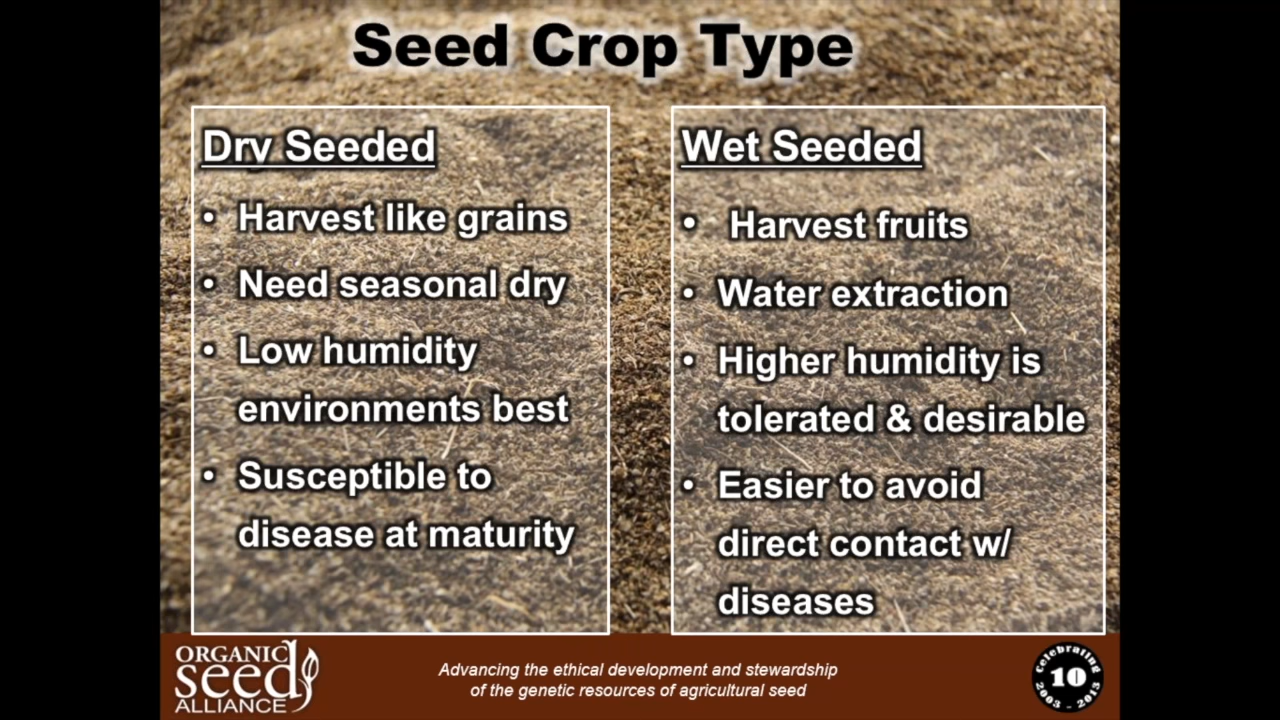 Seed Crop Type
Dry Seeded
• Harvest like grains
• Need seasonal dry
• Low humidity
environments best
• Susceptible to
disease at maturity
Wet Seeded
• Harvest fruits
• Water extraction
• Higher humidity is
tolerated & desirable
• Easier to avoid
direct contact w/
diseases
ORGANIC
seed
ALLIANCE
Advancing the ethical development and stewardship
of the genetic resources of agricultural seed
Celebrating
10
2003 - 2013